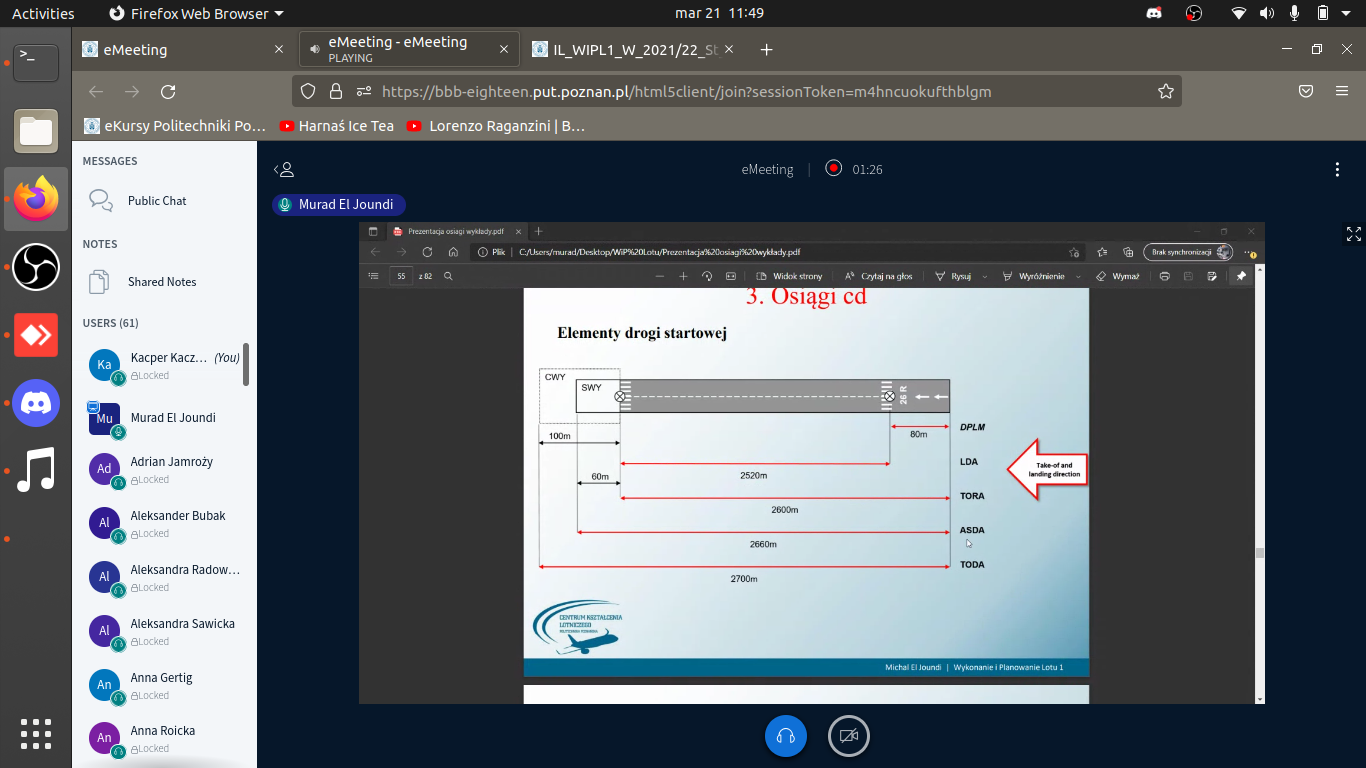 Activities
Firefox Web Browser
mar 21 11:49
eMeeting
eMeeting - eMeeting
PLAYING
IL_WIPL1_W_2021/22_St
https://bbb-eighteen.put.poznan.pl/html5client/join?sessionToken=m4hncuokufthblgm
eKursy Politechniki Po…
Harnaś Ice Tea
Lorenzo Raganzini | B…
MESSAGES
Public Chat
NOTES
Shared Notes
USERS (61)
Ka
Kacper Kacz… (You)
Locked
Mu
Murad El Joundi
Ad
Adrian Jamroży
Locked
Al
Aleksander Bubak
Locked
Al
Aleksandra Radow…
Locked
Al
Aleksandra Sawicka
Locked
An
Anna Gertig
Locked
An
Anna Roicka
Locked
eMeeting
01:26
Murad El Joundi
Prezentacja osiagi wykłady.pdf
Plik
C:/Users/murad/Desktop/WiP%20Lotu/Prezentacja%20osiagi%20wykłady.pdf
Brak synchronizacji
55 z 82
Widok strony
Czytaj na głos
Rysuj
Wyróżnienie
Wymaż
3. Osiągi cd
Elementy drogi startowej
CWY
SWY
26 R
100m
80m
DPLM
LDA
60m
2520m
Take-of and
landing direction
TORA
2600m
ASDA
2660m
TODA
2700m
CENTRUM KSZTAŁCENIA
LOTNICZEGO
POLITECHNIKA POZNAŃSKA
Michał El Joundi | Wykonanie i Planowanie Lotu 1